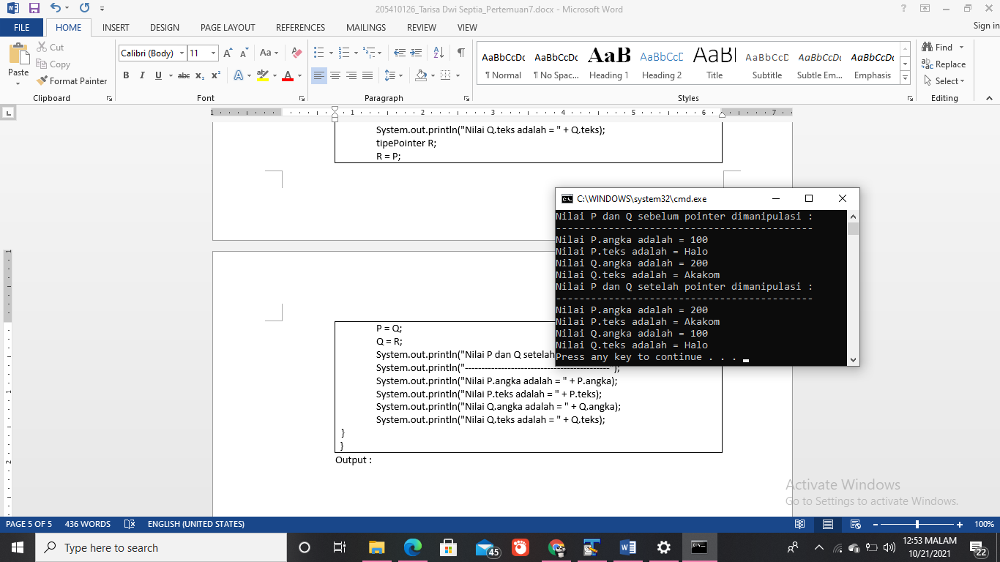 205410126_Tarisa Dwi Septia_Pertemuan7.docx - Microsoft Word
FILE HOME INSERT DESIGN PAGE LAYOUT REFERENCES MAILINGS REVIEW VIEW Sign in
Paste
Cut
Copy
Format Painter
Clipboard
Calibri (Body) 11
Font
Paragraph
AaBbCcDc AaBbCcDc AaB AaBbCcD AaBl AaBbCcD AaBbCcDc AaBbCcDc
¶ Normal ¶ No Spac... Heading 1 Heading 2 Title Subtitle Subtle Em... Emphasis
Styles
Find
Replace
Select
Editing
1 1 2 3 4 5 6 7
System.out.println("Nilai Q.teks adalah = " + Q.teks);
tipePointer R;
R = P;
P = Q;
Q = R;
System.out.println("Nilai P dan Q setelah
System.out.println("--------------------------------------------");
System.out.println("Nilai P.angka adalah = " + P.angka);
System.out.println("Nilai P.teks adalah = " + P.teks);
System.out.println("Nilai Q.angka adalah = " + Q.angka);
System.out.println("Nilai Q.teks adalah = " + Q.teks);
}
}
Output :
C:\WINDOWS\system32\cmd.exe
Nilai P dan Q sebelum pointer dimanipulasi :
--------------------------------------------
Nilai P.angka adalah = 100
Nilai P.teks adalah = Halo
Nilai Q.angka adalah = 200
Nilai Q.teks adalah = Akakom
Nilai P dan Q setelah pointer dimanipulasi :
--------------------------------------------
Nilai P.angka adalah = 200
Nilai P.teks adalah = Akakom
Nilai Q.angka adalah = 100
Nilai Q.teks adalah = Halo
Press any key to continue . . .
Activate Windows
Go to Settings to activate Windows.
PAGE 5 OF 5 436 WORDS ENGLISH (UNITED STATES) 100%
Type here to search
45
12:53 MALAM
10/21/2021
22